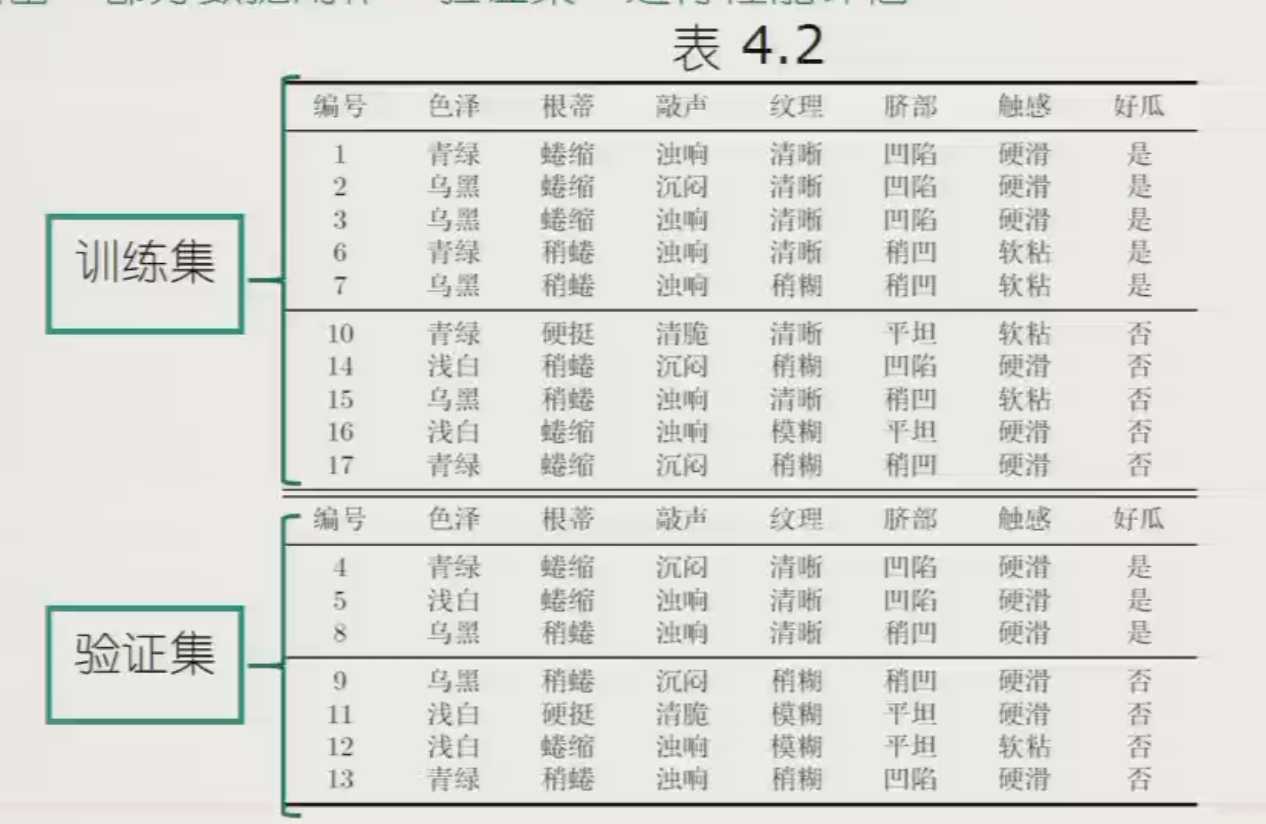 表 4.2
编号 色泽 根蒂 敲声 纹理 脐部 触感 好瓜
1 青绿 蜷缩 浊响 清晰 凹陷 硬滑 是
2 乌黑 蜷缩 沉闷 清晰 凹陷 硬滑 是
3 乌黑 蜷缩 浊响 清晰 凹陷 硬滑 是
6 青绿 稍蜷 浊响 清晰 稍凹 软粘 是
7 乌黑 稍蜷 浊响 稍糊 稍凹 软粘 是
训练集
10 青绿 硬挺 清脆 清晰 平坦 软粘 否
14 浅白 稍蜷 沉闷 稍糊 凹陷 硬滑 否
15 乌黑 稍蜷 浊响 清晰 稍凹 软粘 否
16 浅白 蜷缩 浊响 模糊 平坦 硬滑 否
17 青绿 蜷缩 沉闷 稍糊 稍凹 硬滑 否
编号 色泽 根蒂 敲声 纹理 脐部 触感 好瓜
4 青绿 蜷缩 沉闷 清晰 凹陷 硬滑 是
5 浅白 蜷缩 浊响 清晰 凹陷 硬滑 是
8 乌黑 稍蜷 浊响 清晰 稍凹 硬滑 是
验证集
9 乌黑 稍蜷 沉闷 稍糊 稍凹 硬滑 否
11 浅白 硬挺 清脆 模糊 平坦 硬滑 否
12 浅白 蜷缩 浊响 模糊 平坦 软粘 否
13 青绿 稍蜷 浊响 稍糊 凹陷 硬滑 否